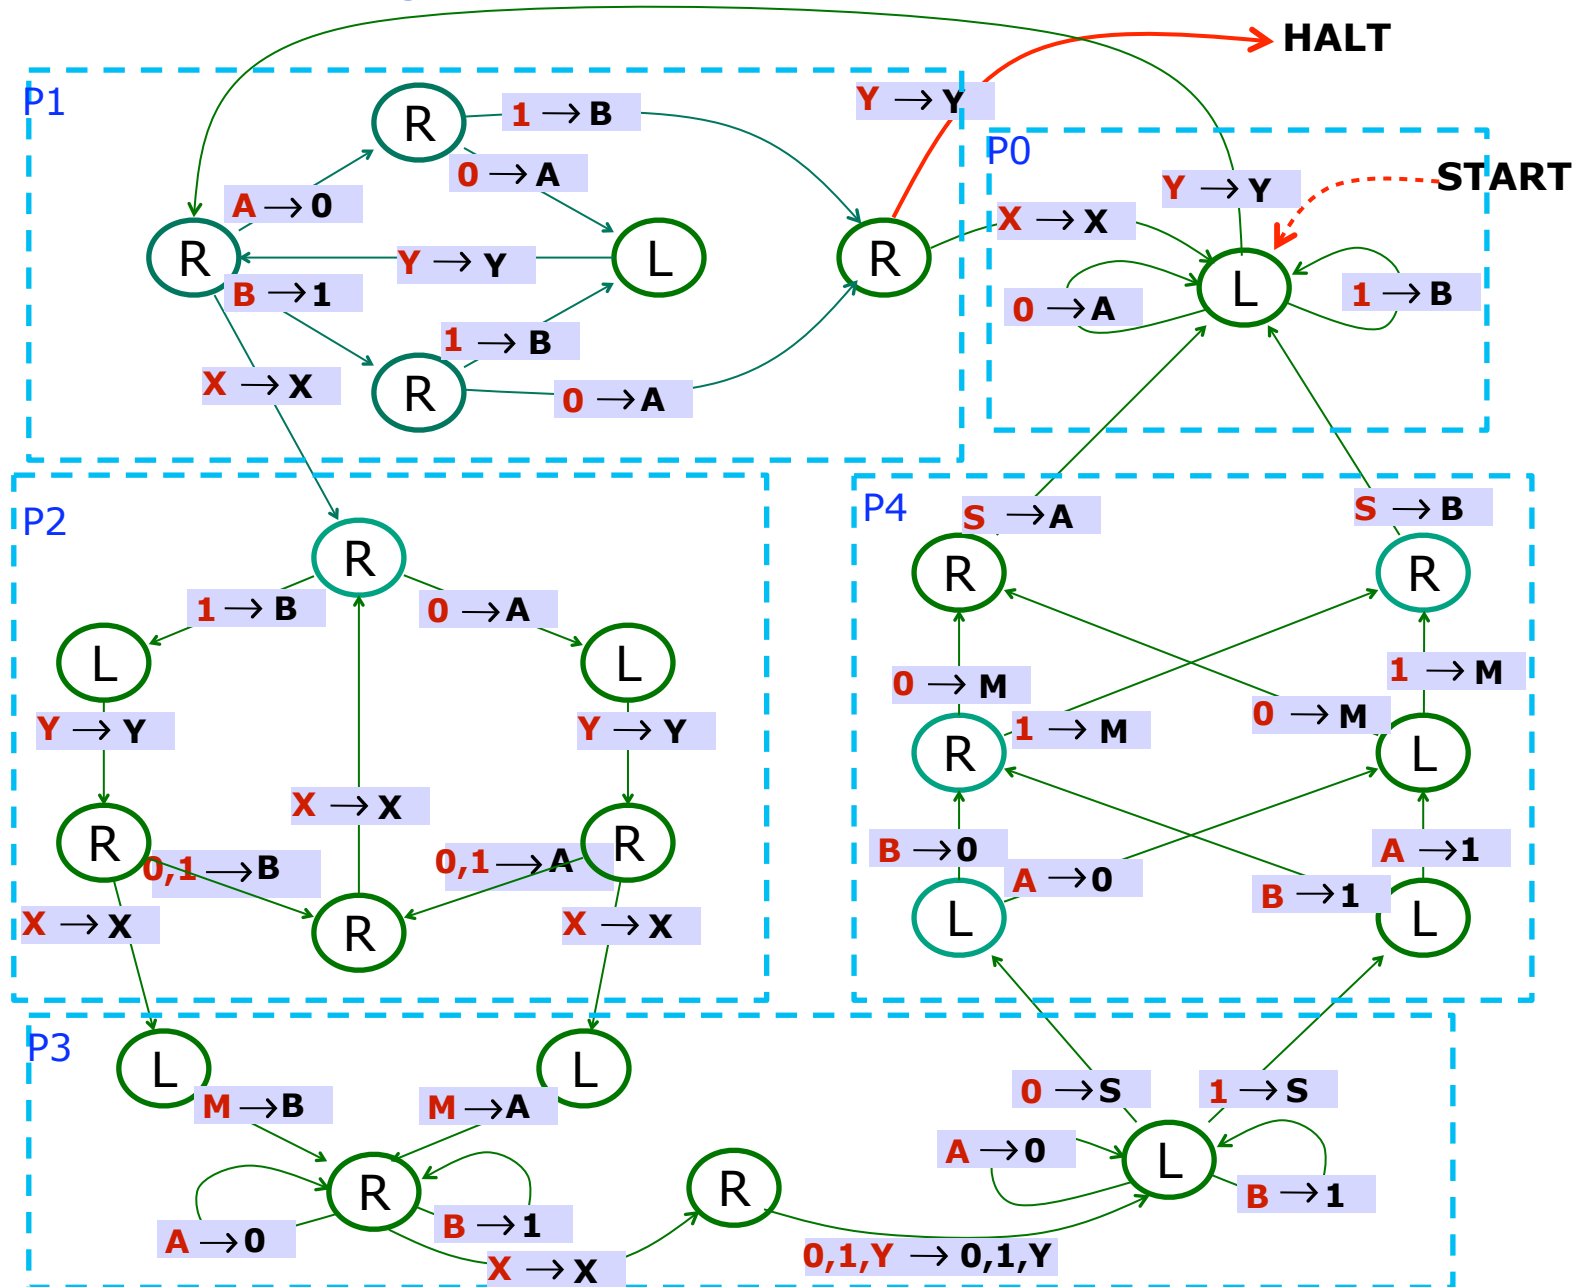 HALT
P1
R
1 → B
Y → Y
P0
0 → A
START
Y → Y
A → 0
X → X
R
Y → Y
L
R
L
B → 1
0 → A
1 → B
1 → B
X → X
R
0 → A
P2
P4
S → A
S → B
R
R
R
1 → B
0 → A
L
L
0 → M
1 → M
Y → Y
Y → Y
1 → M
0 → M
R
L
X → X
R
R
0,1 → B
0,1 → A
B → 0
A → 1
A → 0
B → 1
X → X
R
X → X
L
L
P3
L
L
0 → S
1 → S
M → B
M → A
A → 0
L
R
R
B → 1
A → 0
B → 1
X → X
0,1,Y → 0,1,Y